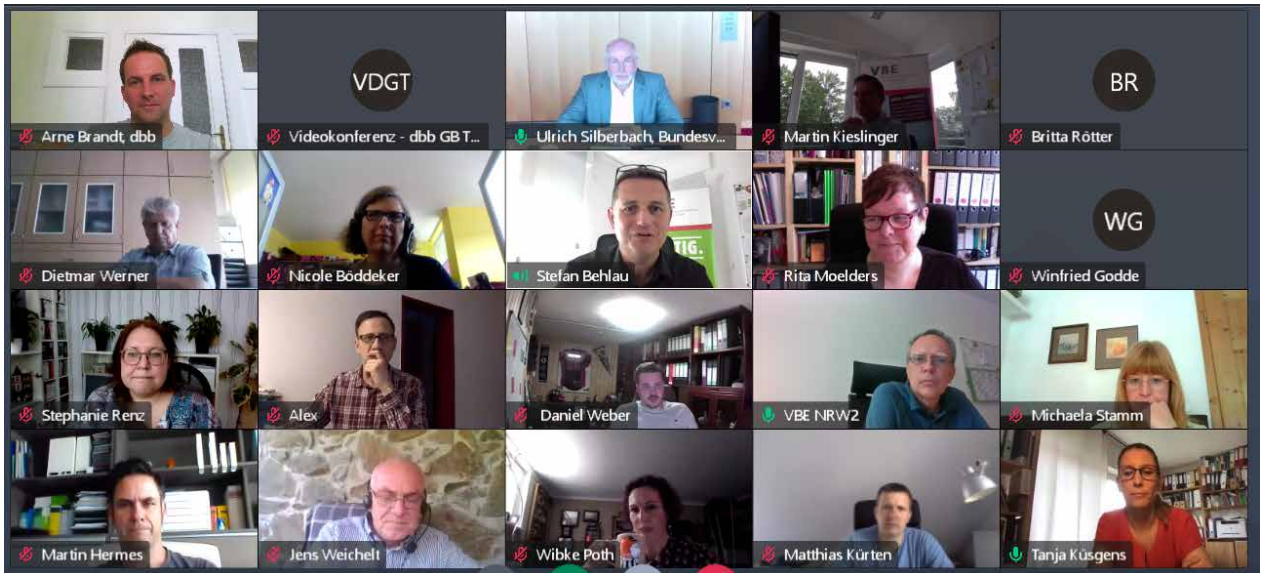 Arne Brandt, dbb
VDGT
Videokonferenz - dbb GB T...
Ulrich Silberbach, Bundesv...
VBE
Martin Kieslinger
BR
Britta Rötter
Dietmar Werner
Nicole Böddeker
TIG.
Stefan Behlau
Rita Moelders
WG
Winfried Godde
Stephanie Renz
Alex
Daniel Weber
VBE NRW2
Michaela Stamm
Martin Hermes
Jens Weichelt
Wibke Poth
Matthias Kürten
Tanja Küsgens